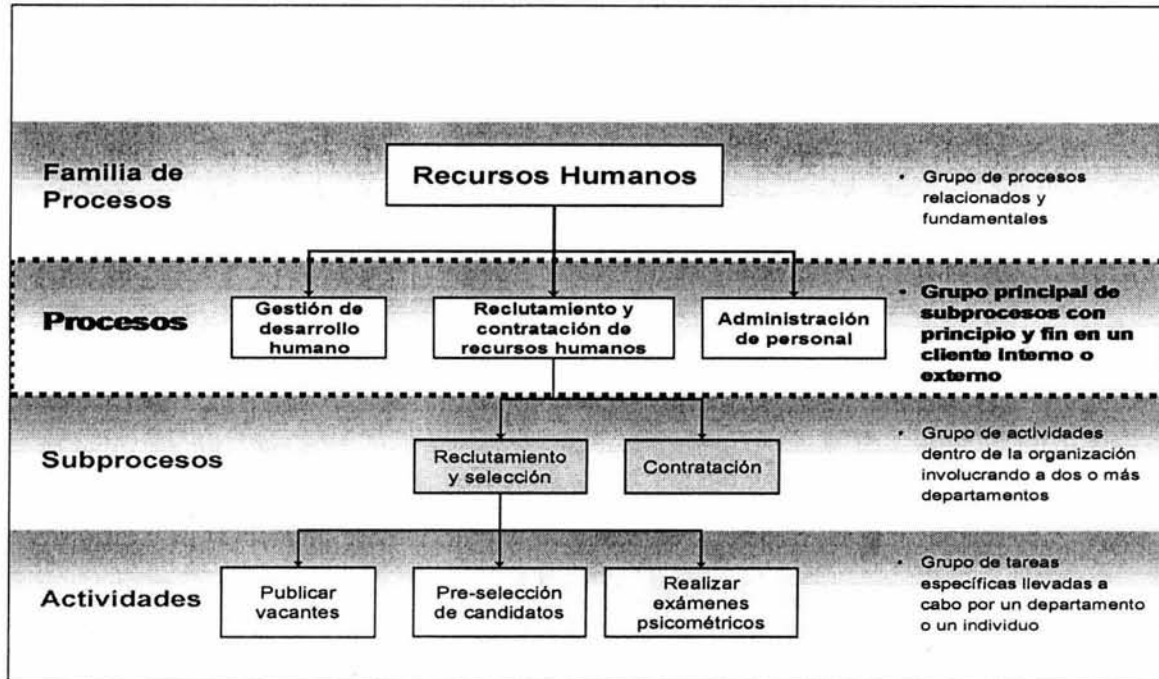 Familia de
Procesos
Recursos Humanos
• Grupo de procesos
relacionados y
fundamentales
Procesos
Gestión de
desarrollo
humano
Reclutamiento y
contratación de
recursos humanos
Administración
de personal
• Grupo principal de
subprocesos con
principio y fin en un
cliente interno o
externo
Subprocesos
Reclutamiento
y selección
Contratación
• Grupo de actividades
dentro de la organización
involucrando a dos o más
departamentos
Actividades
Publicar
vacantes
Pre-selección
de candidatos
Realizar
exámenes
psicométricos
• Grupo de tareas
específicas llevadas a
cabo por un departamento
o un individuo